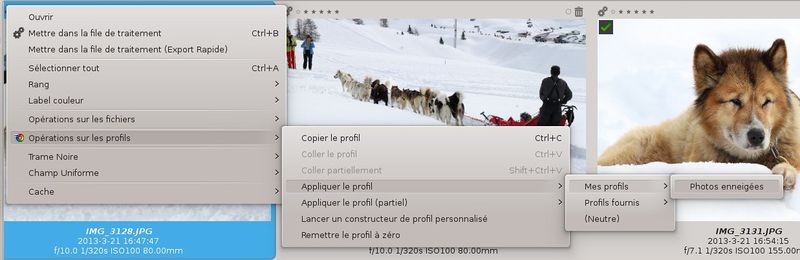 Ouvrir
Mettre dans la file de traitement Ctrl+B
Mettre dans la file de traitement (Export Rapide)
Sélectionner tout Ctrl+A
Rang
Label couleur
Opérations sur les fichiers
Opérations sur les profils
Trame Noire
Champ Uniforme
Cache
Copier le profil Ctrl+C
Coller le profil Ctrl+V
Coller partiellement Shift+Ctrl+V
Appliquer le profil
Appliquer le profil (partiel)
Lancer un constructeur de profil personnalisé
Remettre le profil à zéro
Mes profils
Profils fournis
(Neutre)
Photos enneigées
IMG_3128.JPG
2013-3-21 16:47:47
f/10.0 1/320s ISO100 80.00mm
f/10.0 1/320s ISO100 80.00mm
IMG_3131.JPG
2013-3-21 16:54:15
f/7.1 1/320s ISO100 155.00m